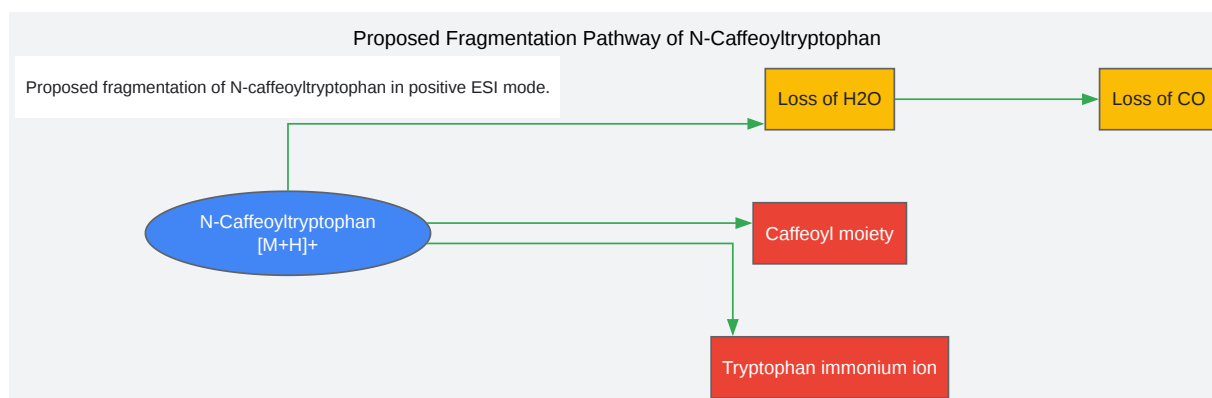 Proposed Fragmentation Pathway of N-Caffeoyltryptophan
Proposed fragmentation of N-caffeoyltryptophan in positive ESI mode.
Loss of H2O
Loss of CO
N-Caffeoyltryptophan
[M+H]+
Caffeoyl moiety
Tryptophan immonium ion